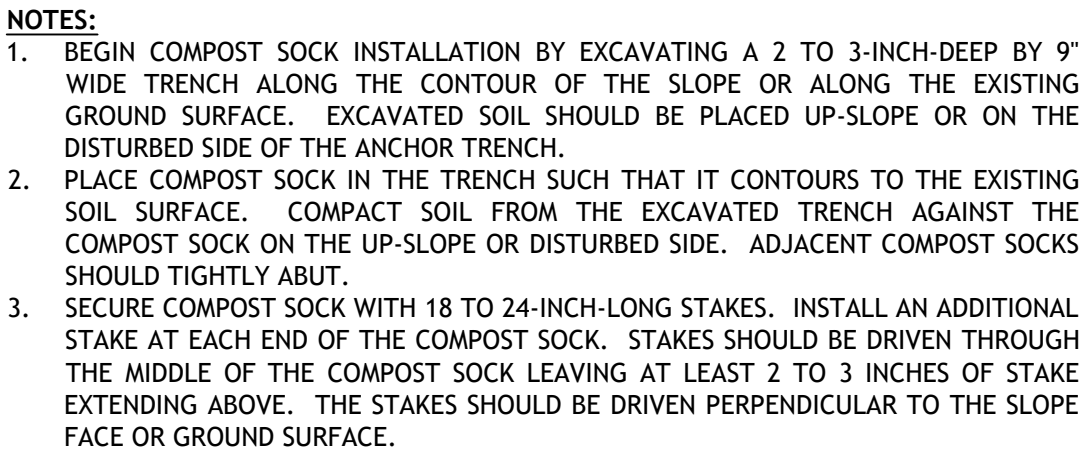 NOTES:
1. BEGIN COMPOST SOCK INSTALLATION BY EXCAVATING A 2 TO 3-INCH-DEEP BY 9"
WIDE TRENCH ALONG THE CONTOUR OF THE SLOPE OR ALONG THE EXISTING
GROUND SURFACE. EXCAVATED SOIL SHOULD BE PLACED UP-SLOPE OR ON THE
DISTURBED SIDE OF THE ANCHOR TRENCH.
2. PLACE COMPOST SOCK IN THE TRENCH SUCH THAT IT CONTOURS TO THE EXISTING
SOIL SURFACE. COMPACT SOIL FROM THE EXCAVATED TRENCH AGAINST THE
COMPOST SOCK ON THE UP-SLOPE OR DISTURBED SIDE. ADJACENT COMPOST SOCKS
SHOULD TIGHTLY ABUT.
3. SECURE COMPOST SOCK WITH 18 TO 24-INCH-LONG STAKES. INSTALL AN ADDITIONAL
STAKE AT EACH END OF THE COMPOST SOCK. STAKES SHOULD BE DRIVEN THROUGH
THE MIDDLE OF THE COMPOST SOCK LEAVING AT LEAST 2 TO 3 INCHES OF STAKE
EXTENDING ABOVE. THE STAKES SHOULD BE DRIVEN PERPENDICULAR TO THE SLOPE
FACE OR GROUND SURFACE.